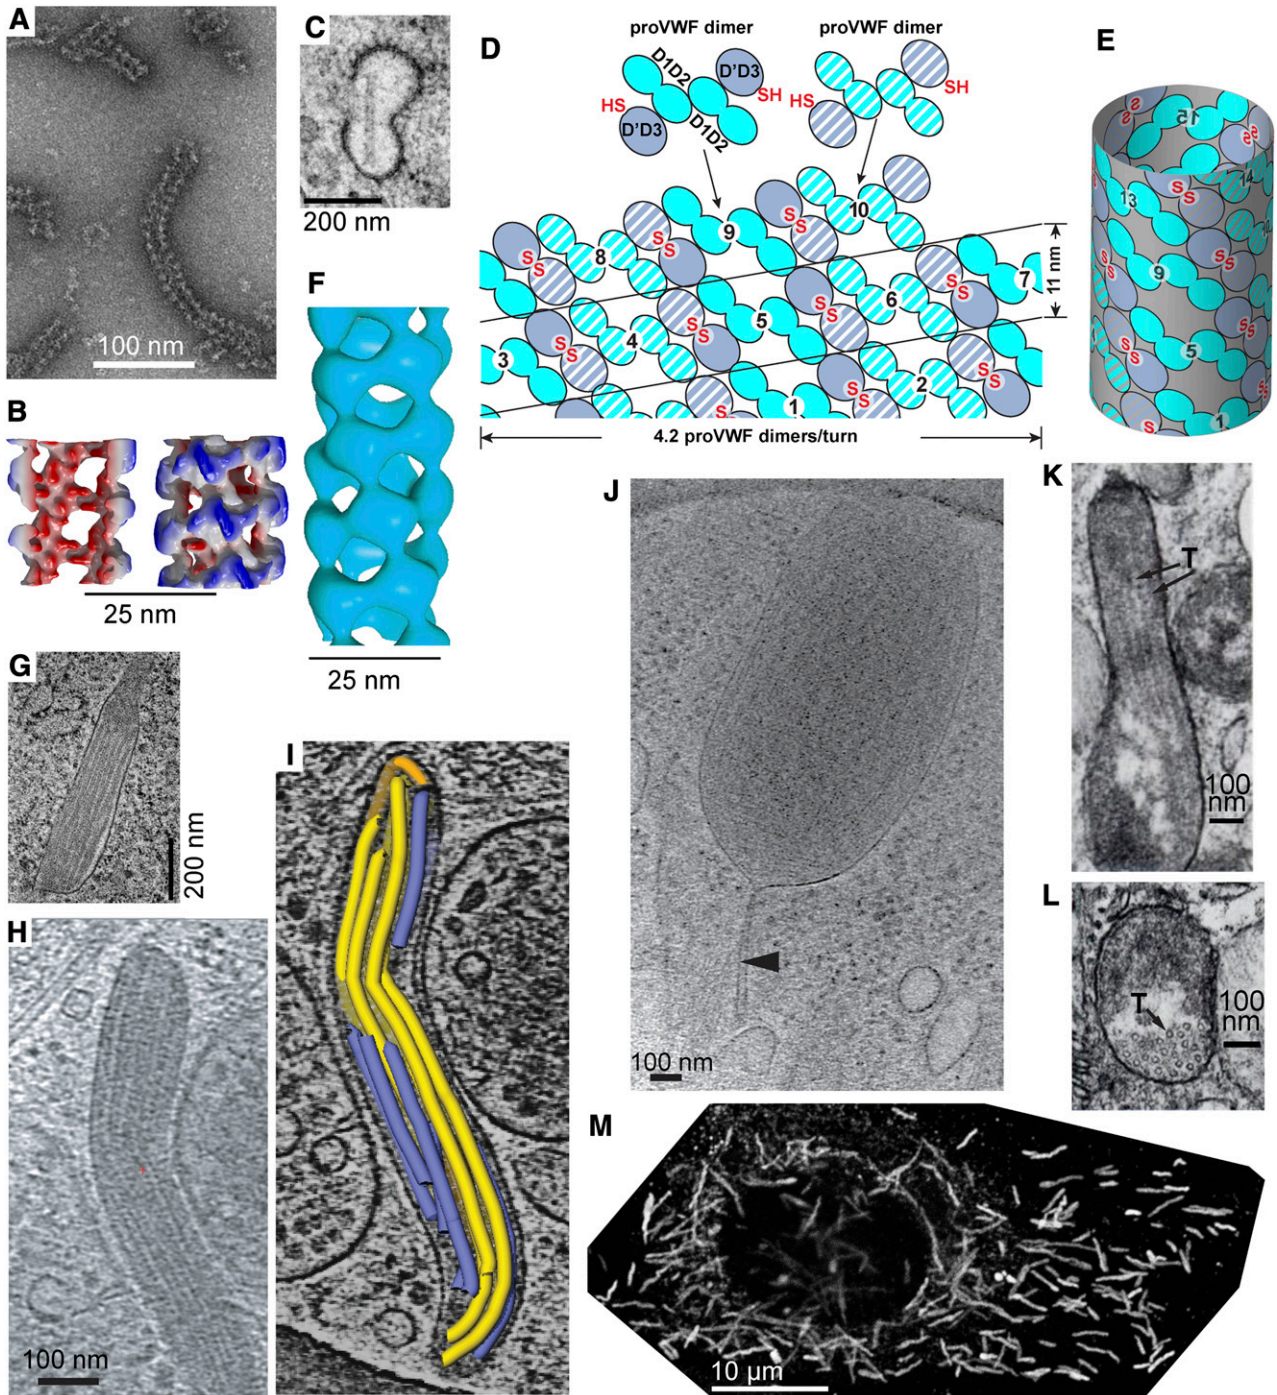 A
100 nm
B
25 nm
C
200 nm
D
proVWF dimer
proVWF dimer
D1D2
D'D3
SH
HS
D'D3
D1D2
SH
HS
10
9
S
S
S
S
S
S
8
7
6
S
S
11 nm
5
S
S
S
S
4
S
S
3
2
S
S
S
S
1
S
S
4.2 proVWF dimers/turn
E
15
S
S
S
S
14
13
S
S
S
S
9
S
S
S
S
5
S
S
S
1
F
25 nm
G
200 nm
H
100 nm
I
J
100 nm
K
T
100
nm
L
T
100
nm
M
10 µm